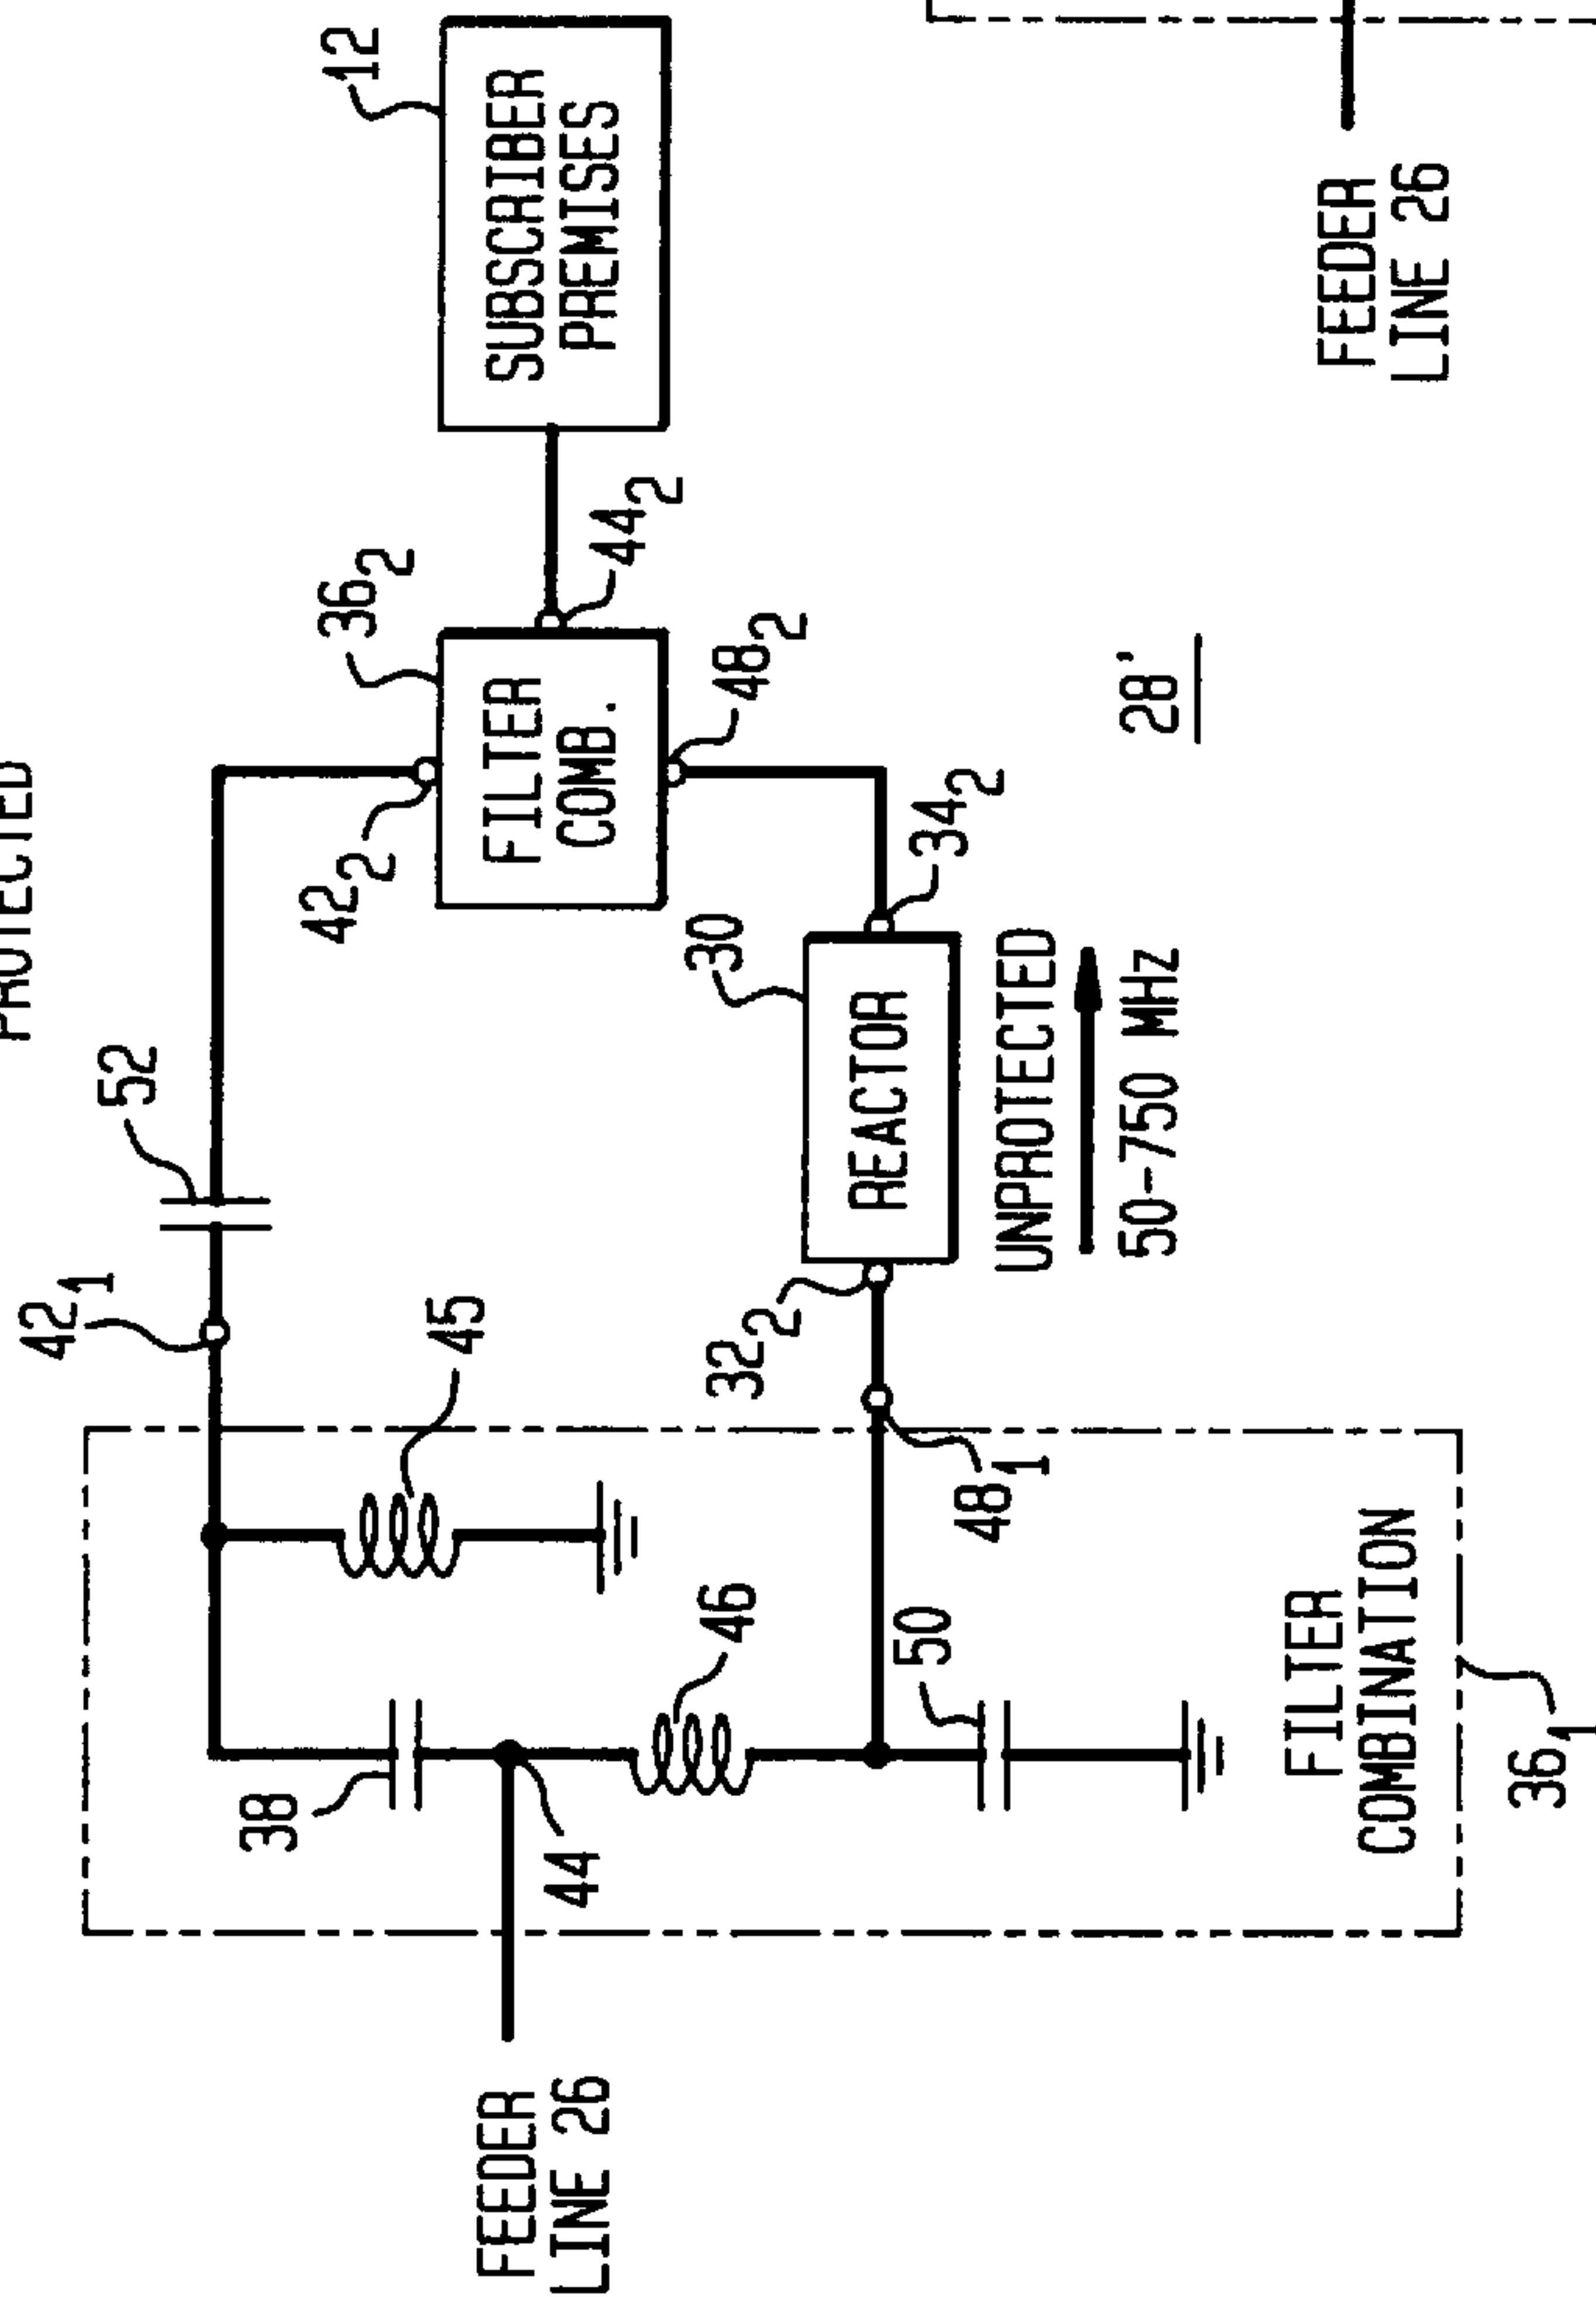 PROTECTED
42₁
52
45
38
44
46
50
FEEDER
LINE 26
42₂
36₂
FILTER
COMB.
44₂
48₂
12
SUBSCRIBER
PREMISES
32₂
30
REACTOR
34₂
UNPROTECTED
50-750 MHz
48₁
FILTER
COMBINATION
36₁
28'
FEEDER
LINE 26